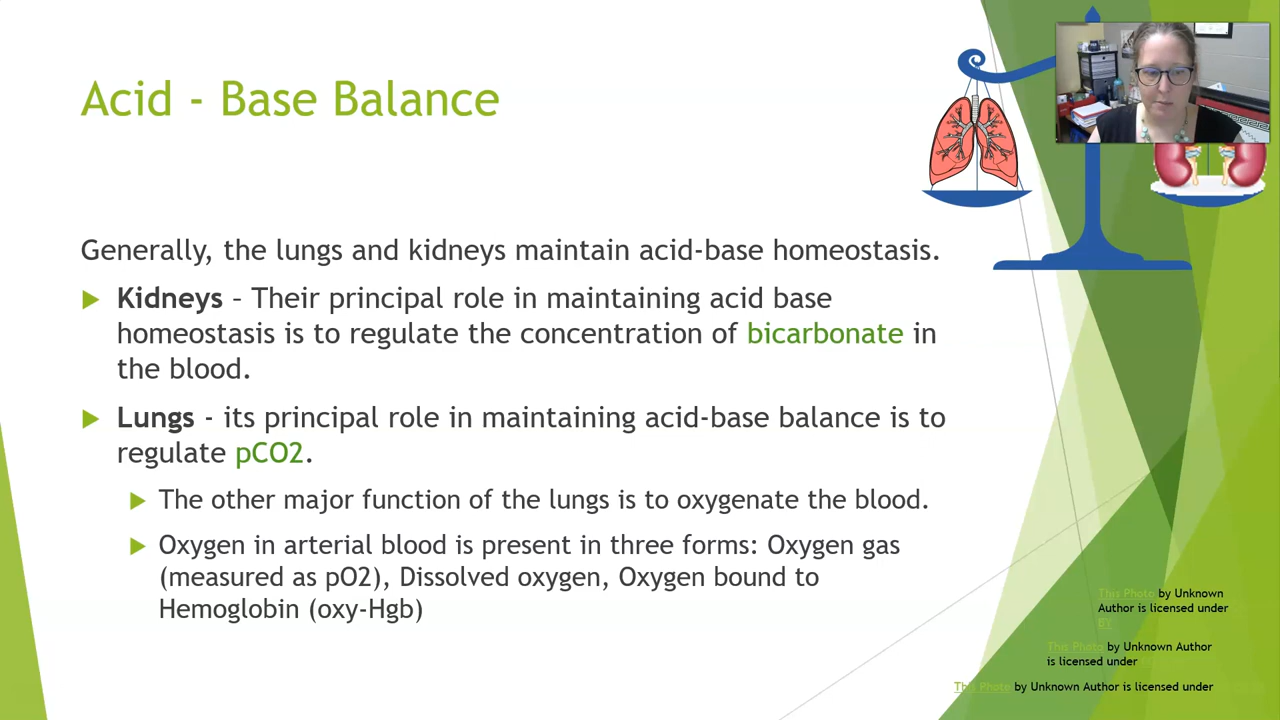 Acid - Base Balance
Generally, the lungs and kidneys maintain acid-base homeostasis.
Kidneys – Their principal role in maintaining acid base
homeostasis is to regulate the concentration of bicarbonate in
the blood.
Lungs - its principal role in maintaining acid-base balance is to
regulate pCO2.
The other major function of the lungs is to oxygenate the blood.
Oxygen in arterial blood is present in three forms: Oxygen gas
(measured as pO2), Dissolved oxygen, Oxygen bound to
Hemoglobin (oxy-Hgb)
This Photo by Unknown
Author is licensed under
BY
This Photo by Unknown Author
is licensed under
This Photo by Unknown Author is licensed under